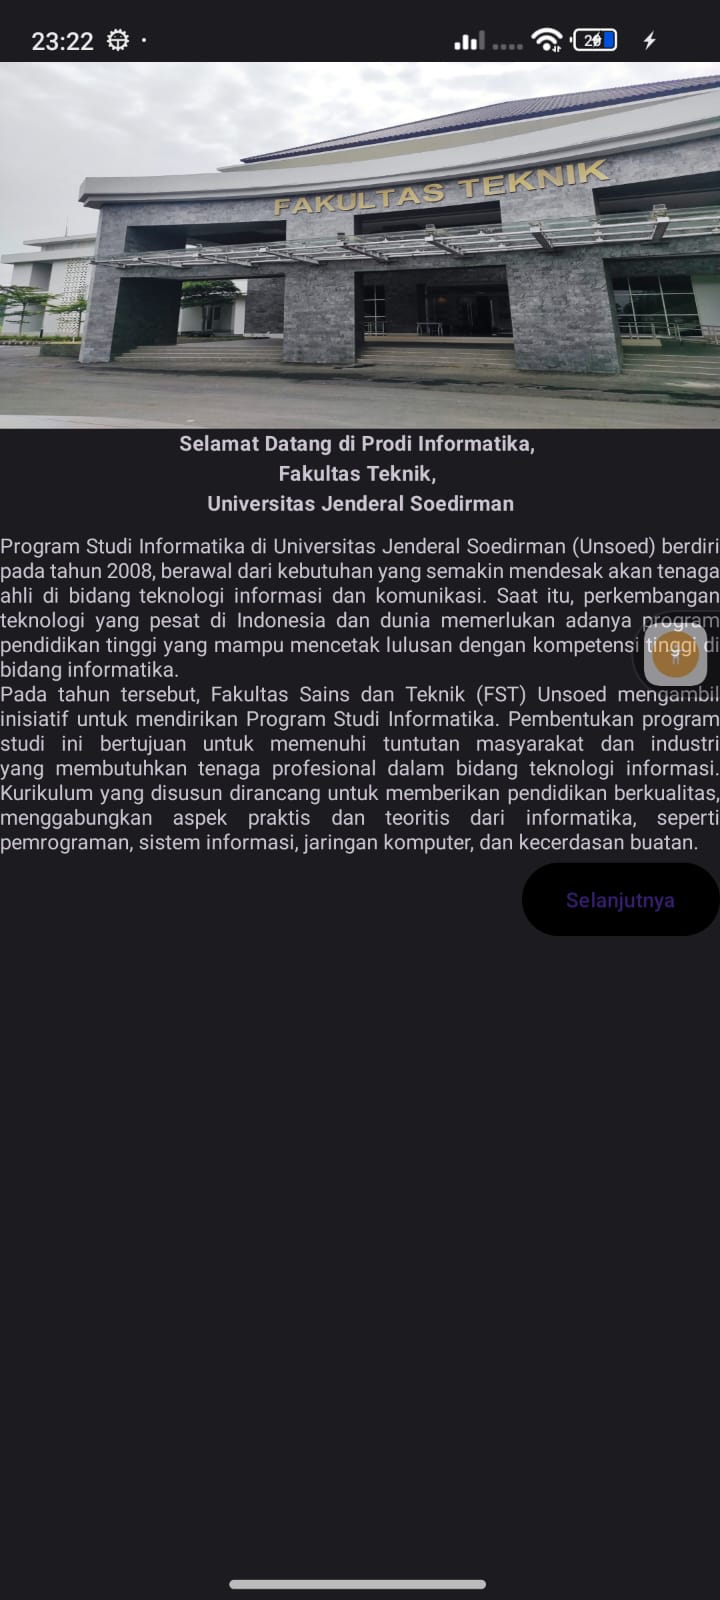 23:22
FAKULTAS TEKNIK
Selamat Datang di Prodi Informatika,
Fakultas Teknik,
Universitas Jenderal Soedirman
Program Studi Informatika di Universitas Jenderal Soedirman (Unsoed) berdiri
pada tahun 2008, berawal dari kebutuhan yang semakin mendesak akan tenaga
ahli di bidang teknologi informasi dan komunikasi. Saat itu, perkembangan
teknologi yang pesat di Indonesia dan dunia memerlukan adanya program
pendidikan tinggi yang mampu mencetak lulusan dengan kompetensi tinggi di
bidang informatika.
Pada tahun tersebut, Fakultas Sains dan Teknik (FST) Unsoed mengambil
inisiatif untuk mendirikan Program Studi Informatika. Pembentukan program
studi ini bertujuan untuk memenuhi tuntutan masyarakat dan industri
yang membutuhkan tenaga profesional dalam bidang teknologi informasi.
Kurikulum yang disusun dirancang untuk memberikan pendidikan berkualitas,
menggabungkan aspek praktis dan teoritis dari informatika, seperti
pemrograman, sistem informasi, jaringan komputer, dan kecerdasan buatan.
Selanjutnya